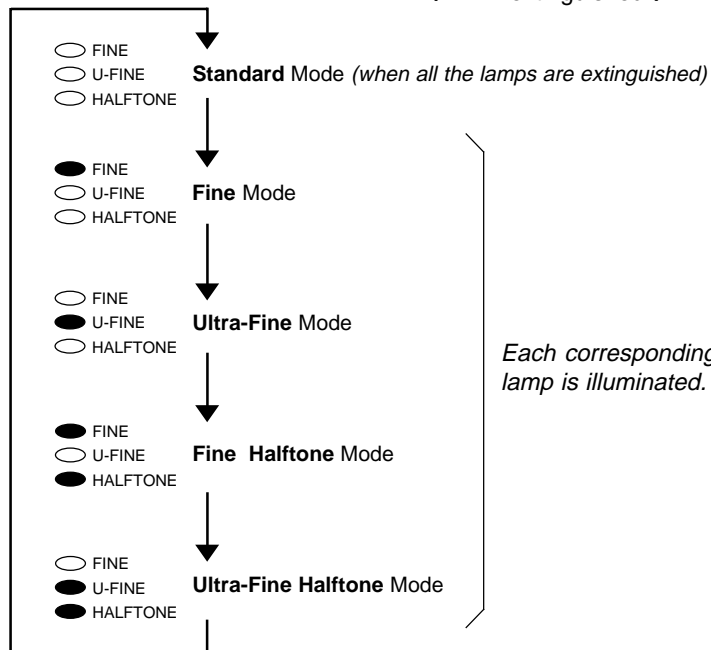 FINE
U-FINE
HALFTONE
Standard Mode (when all the lamps are extinguished)
FINE
U-FINE
HALFTONE
Fine Mode
FINE
U-FINE
HALFTONE
Ultra-Fine Mode
Each corresponding
lamp is illuminated.
FINE
U-FINE
HALFTONE
Fine Halftone Mode
FINE
U-FINE
HALFTONE
Ultra-Fine Halftone Mode